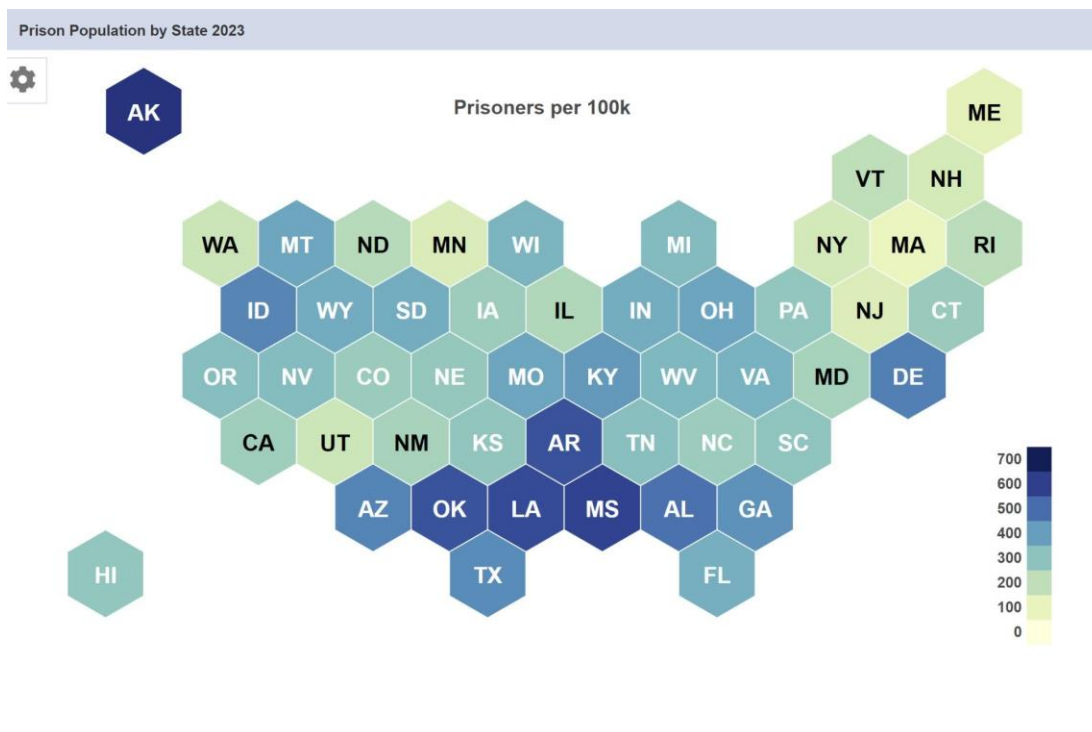 Prison Population by State 2023
Prisoners per 100k
AK
ME
VT NH
WA MT ND MN WI MI NY MA RI
ID WY SD IA IL IN OH PA NJ CT
OR NV CO NE MO KY WV VA MD DE
CA UT NM KS AR TN NC SC
AZ OK LA MS AL GA
HI TX FL
700
600
500
400
300
200
100
0